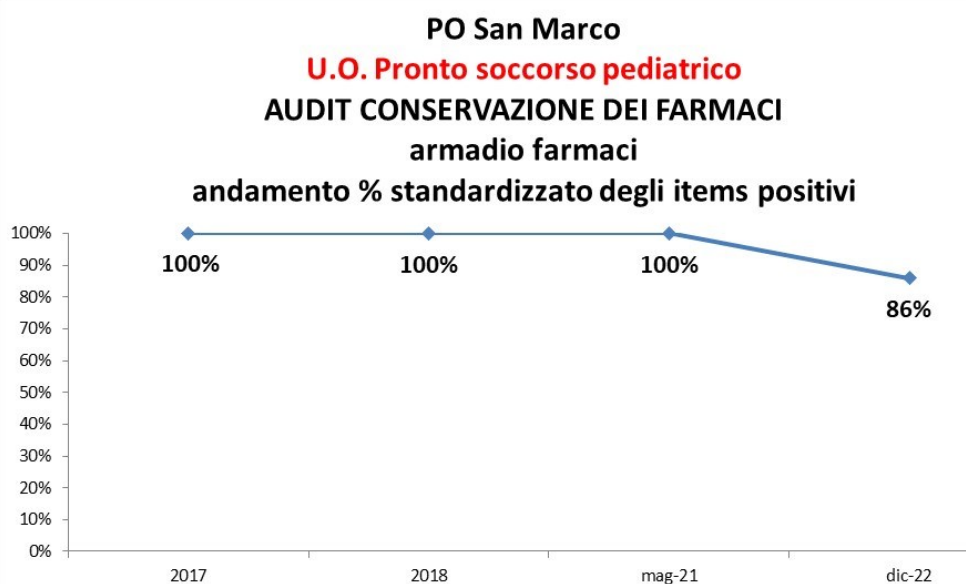 PO San Marco
U.O. Pronto soccorso pediatrico
AUDIT CONSERVAZIONE DEI FARMACI
armadio farmaci
andamento % standardizzato degli items positivi
100%
90%
80%
70%
60%
50%
40%
30%
20%
10%
0%
100%
100%
100%
86%
2017
2018
mag-21
dic-22